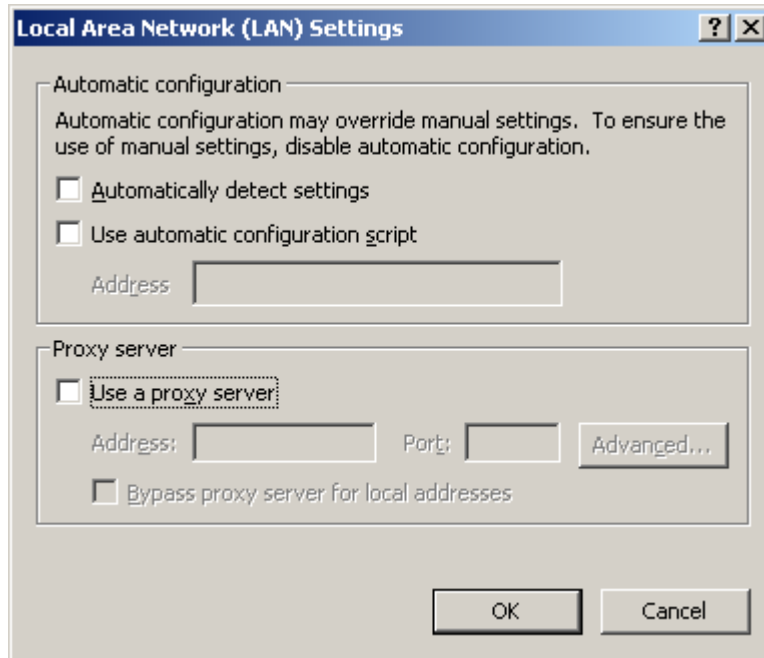 Local Area Network (LAN) Settings
Automatic configuration
Automatic configuration may override manual settings. To ensure the
use of manual settings, disable automatic configuration.
Automatically detect settings
Use automatic configuration script
Address
Proxy server
Use a proxy server
Address: Port: Advanced...
Bypass proxy server for local addresses
OK Cancel